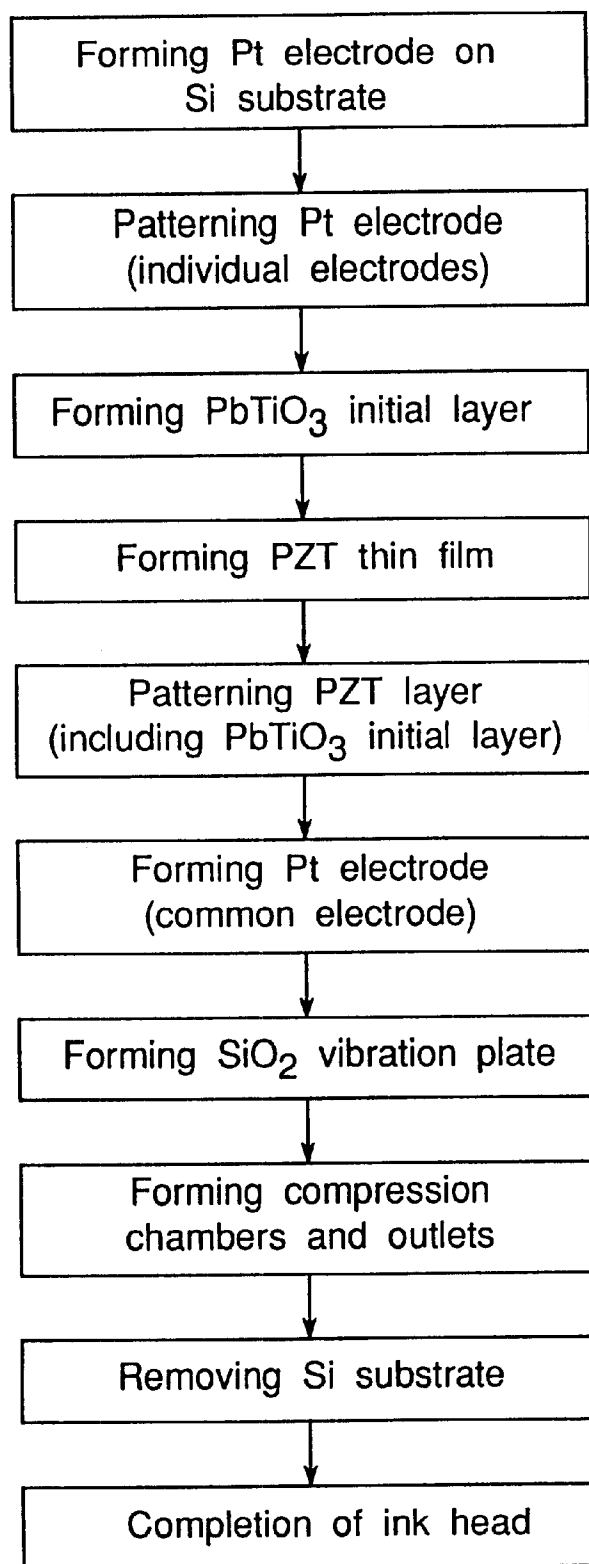 Forming Pt electrode on
Si substrate
Patterning Pt electrode
(individual electrodes)
Forming PbTiO₃ initial layer
Forming PZT thin film
Patterning PZT layer
(including PbTiO₃ initial layer)
Forming Pt electrode
(common electrode)
Forming SiO₂ vibration plate
Forming compression
chambers and outlets
Removing Si substrate
Completion of ink head